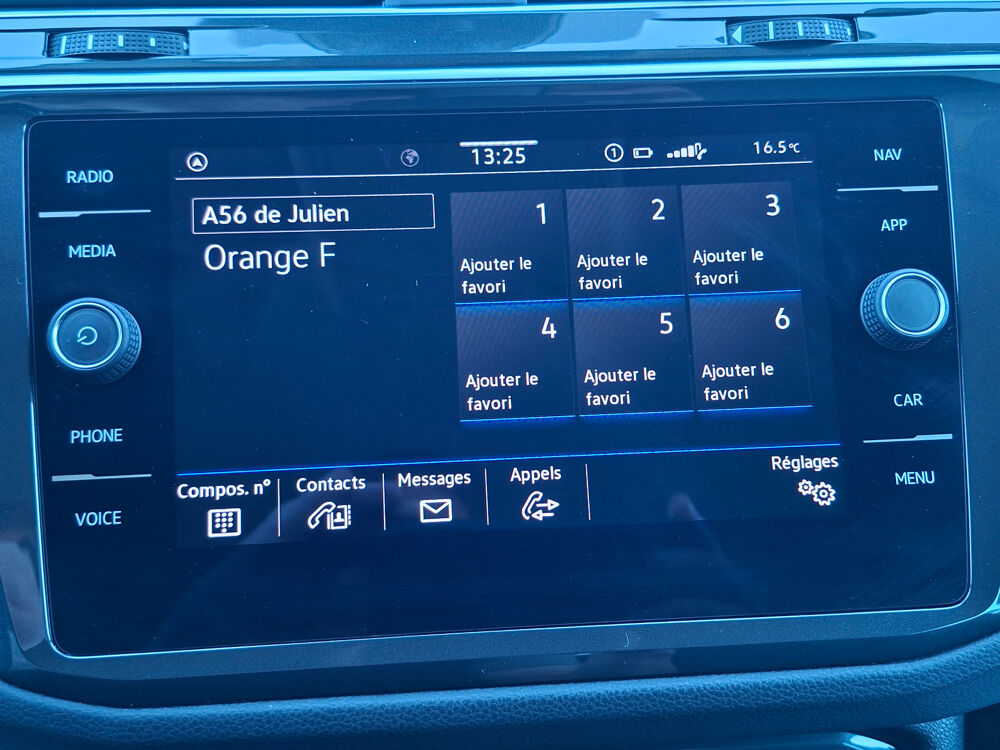 13:25
1
16.5°C
RADIO
MEDIA
PHONE
VOICE
A56 de Julien
Orange F
1
Ajouter le
favori
2
Ajouter le
favori
3
Ajouter le
favori
4
Ajouter le
favori
5
Ajouter le
favori
6
Ajouter le
favori
Compos. n°
Contacts
Messages
Appels
Réglages
NAV
APP
CAR
MENU